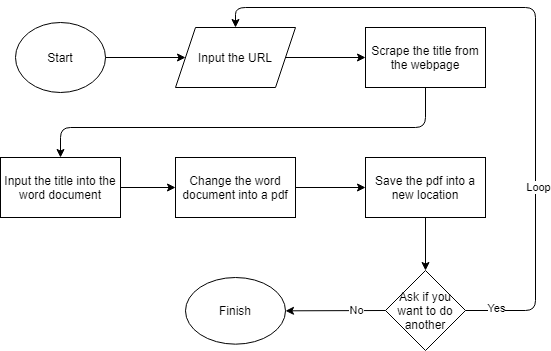 Start
Input the URL
Scrape the title from
the webpage
Input the title into the
word document
Change the word
document into a pdf
Save the pdf into a
new location
Loop
Ask if you
want to do
another
Yes
No
Finish